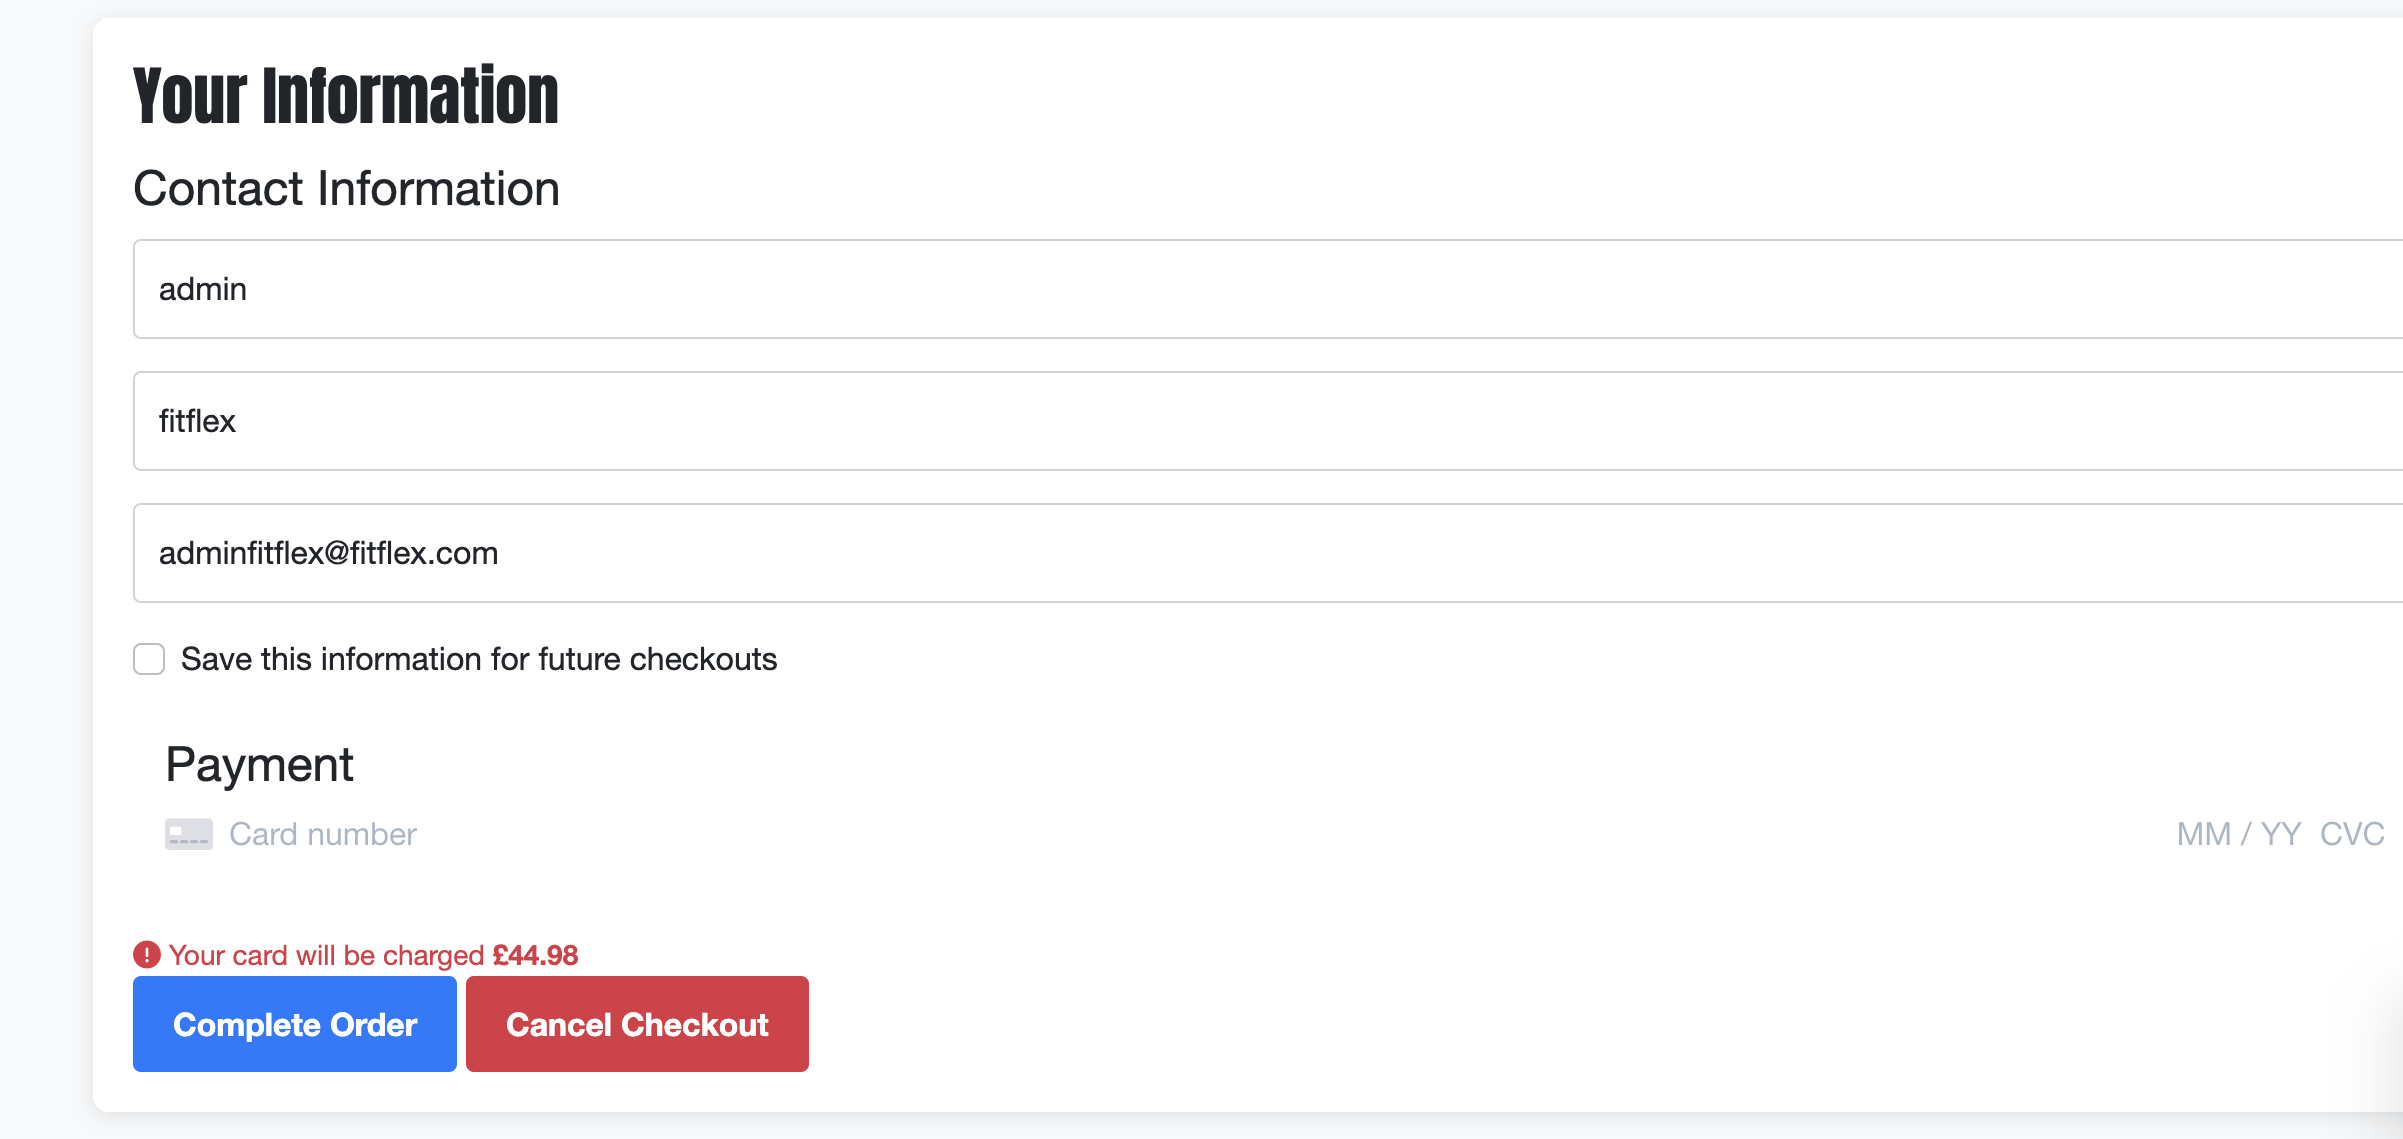 Your Information
Contact Information
admin
fitflex
adminfitflex@fitflex.com
Save this information for future checkouts
Payment
Card number MM / YY CVC
Your card will be charged £44.98
Complete Order Cancel Checkout